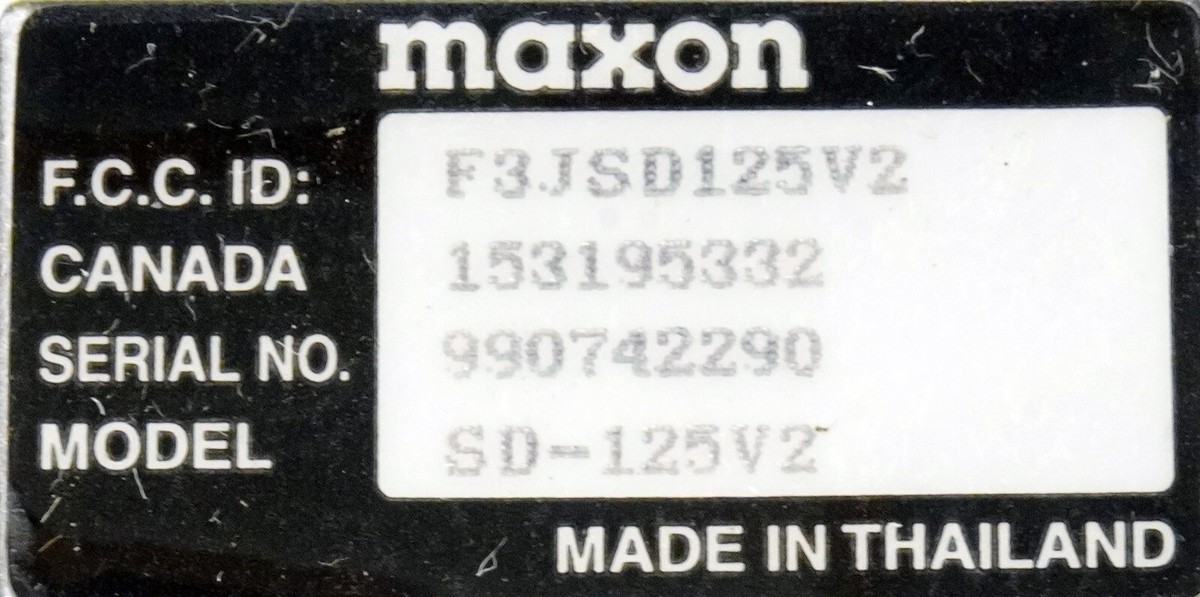 maxon
F.C.C. ID: F3JSD125V2
CANADA 153195332
SERIAL NO. 990742290
MODEL SD-125V2
MADE IN THAILAND